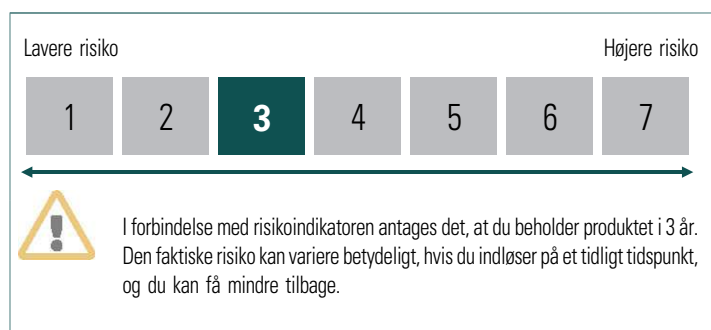 Lavere risiko Højere risiko
1 2 3 4 5 6 7
I forbindelse med risikoindikatoren antages det, at du beholder produktet i 3 år.
Den faktiske risiko kan variere betydeligt, hvis du indløser på et tidligt tidspunkt,
og du kan få mindre tilbage.